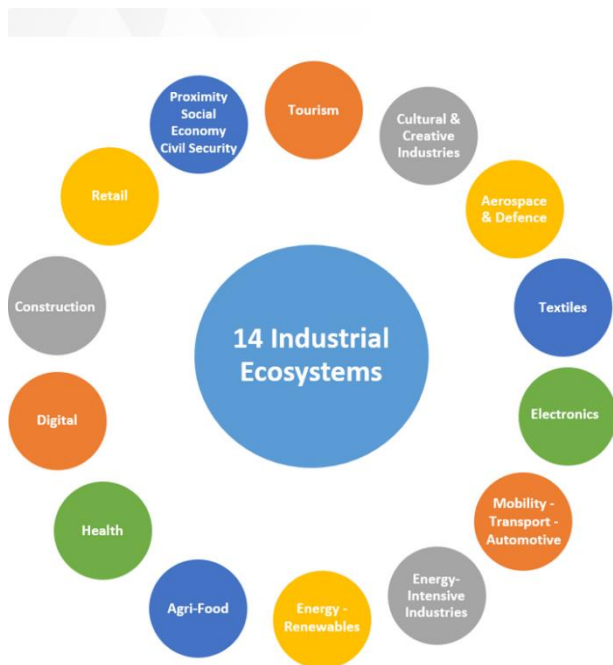 14 Industrial
Ecosystems
Tourism
Cultural &
Creative
Industries
Aerospace
& Defence
Textiles
Electronics
Mobility -
Transport -
Automotive
Energy-
Intensive
Industries
Energy -
Renewables
Agri-Food
Health
Digital
Construction
Retail
Proximity
Social
Economy
Civil Security